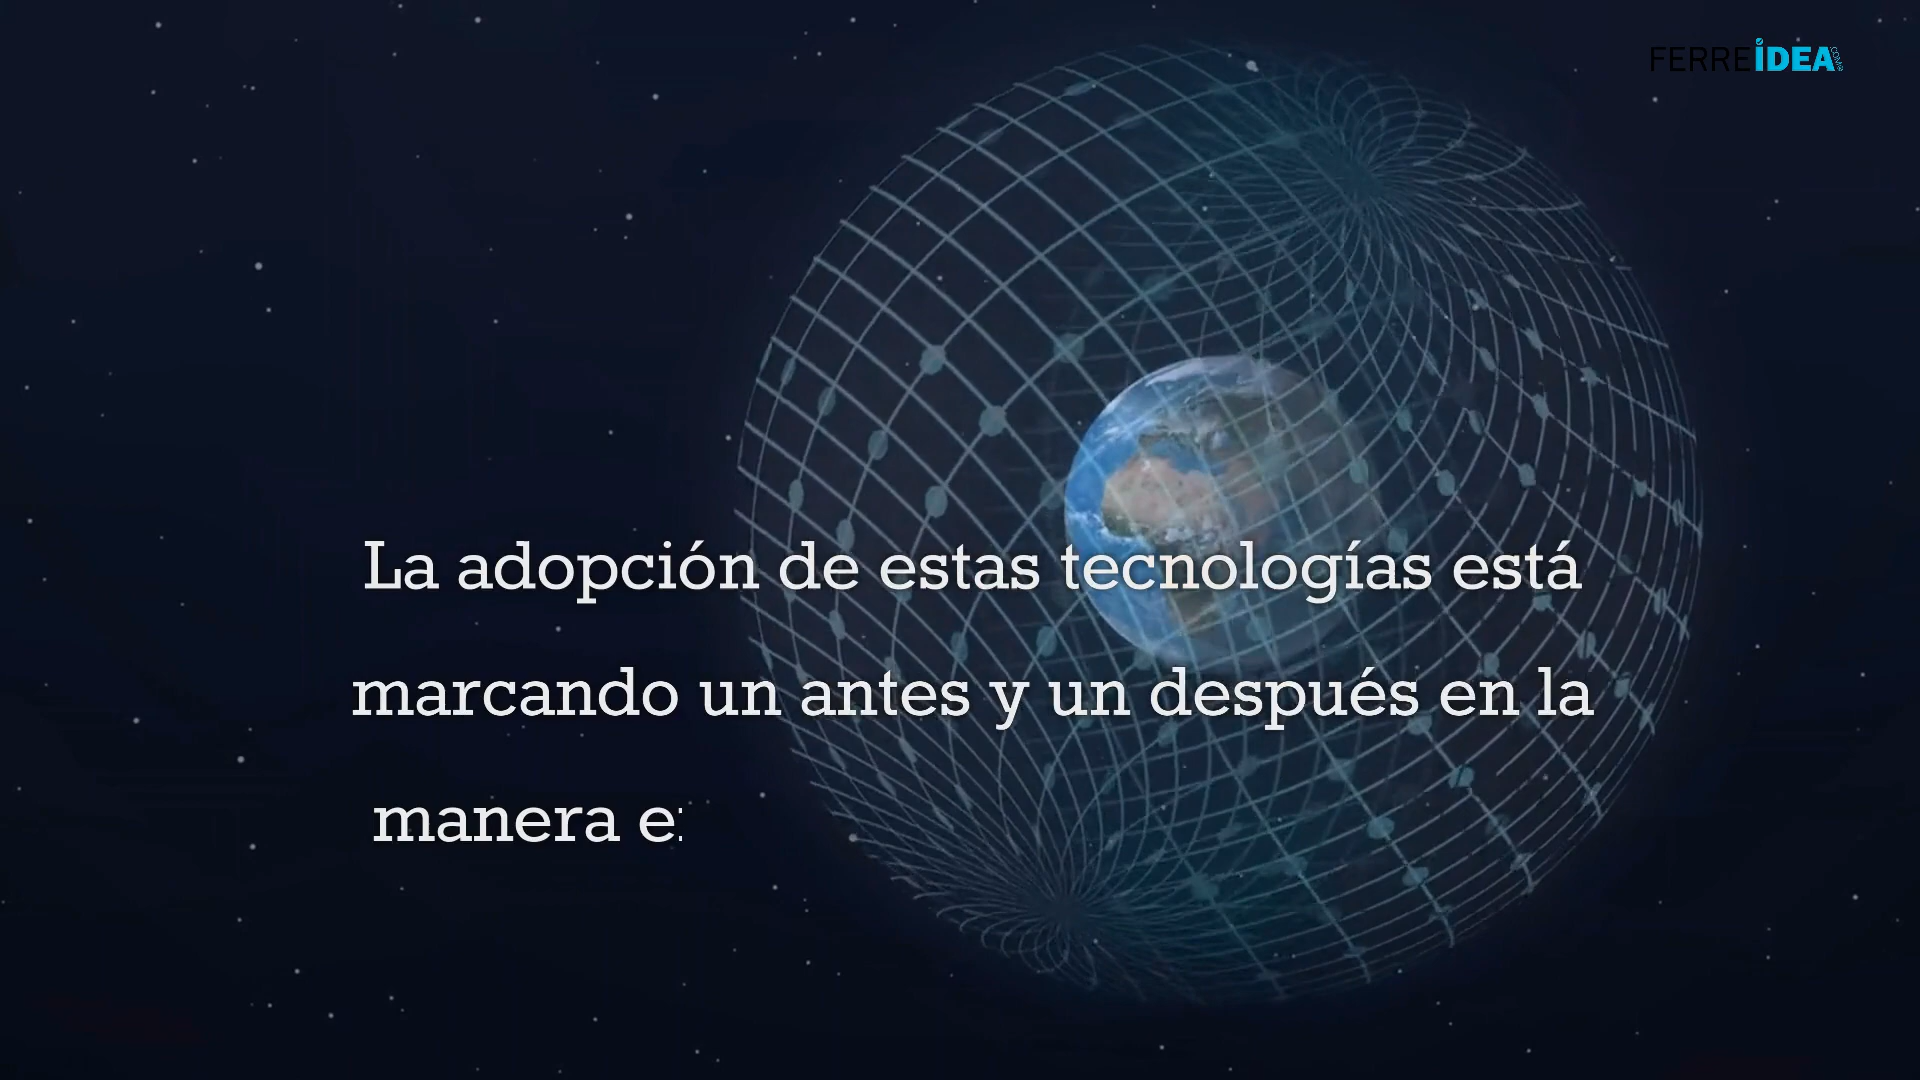 FERREIDEA
La adopción de estas tecnologías está
marcando un antes y un después en la
manera